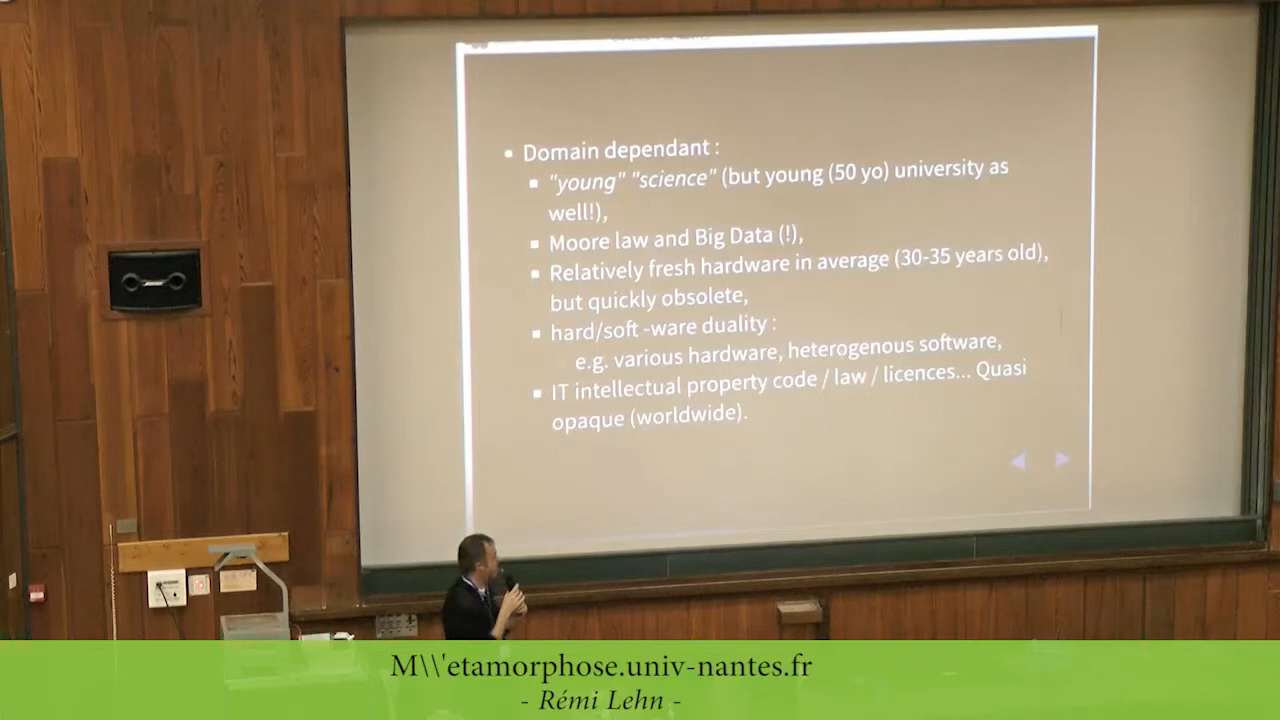 • Domain dependant :
▪ "young" "science" (but young (50 yo) university as
well!),
▪ Moore law and Big Data (!),
▪ Relatively fresh hardware in average (30-35 years old),
but quickly obsolete,
▪ hard/soft -ware duality :
e.g. various hardware, heterogenous software,
▪ IT intellectual property code / law / licences... Quasi
opaque (worldwide).
M\\'etamorphose.univ-nantes.fr
- Rémi Lehn -